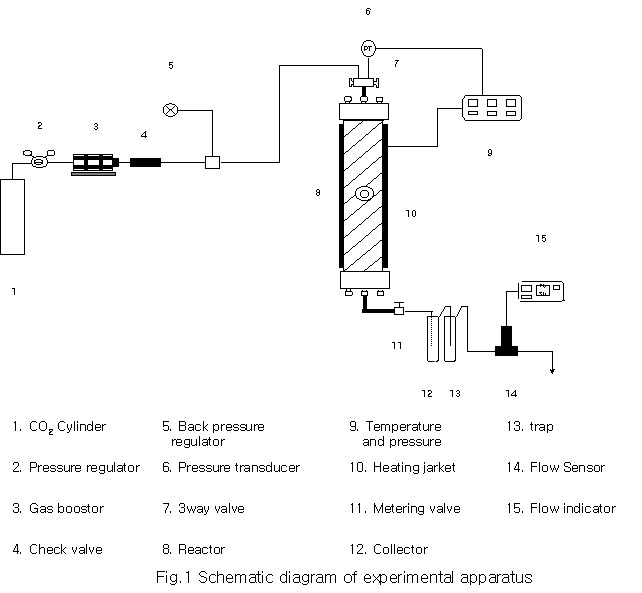 6
PT
7
5
2
3
4
9
8
10
15
1
11
12
13
14
1. CO₂ Cylinder
5. Back pressure
regulator
9. Temperature
and pressure
13. trap
2. Pressure regulator
6. Pressure transducer
10. Heating jarket
14. Flow Sensor
3. Gas boostor
7. 3way valve
11. Metering valve
15. Flow indicator
4. Check valve
8. Reactor
12. Collector
Fig.1 Schematic diagram of experimental apparatus